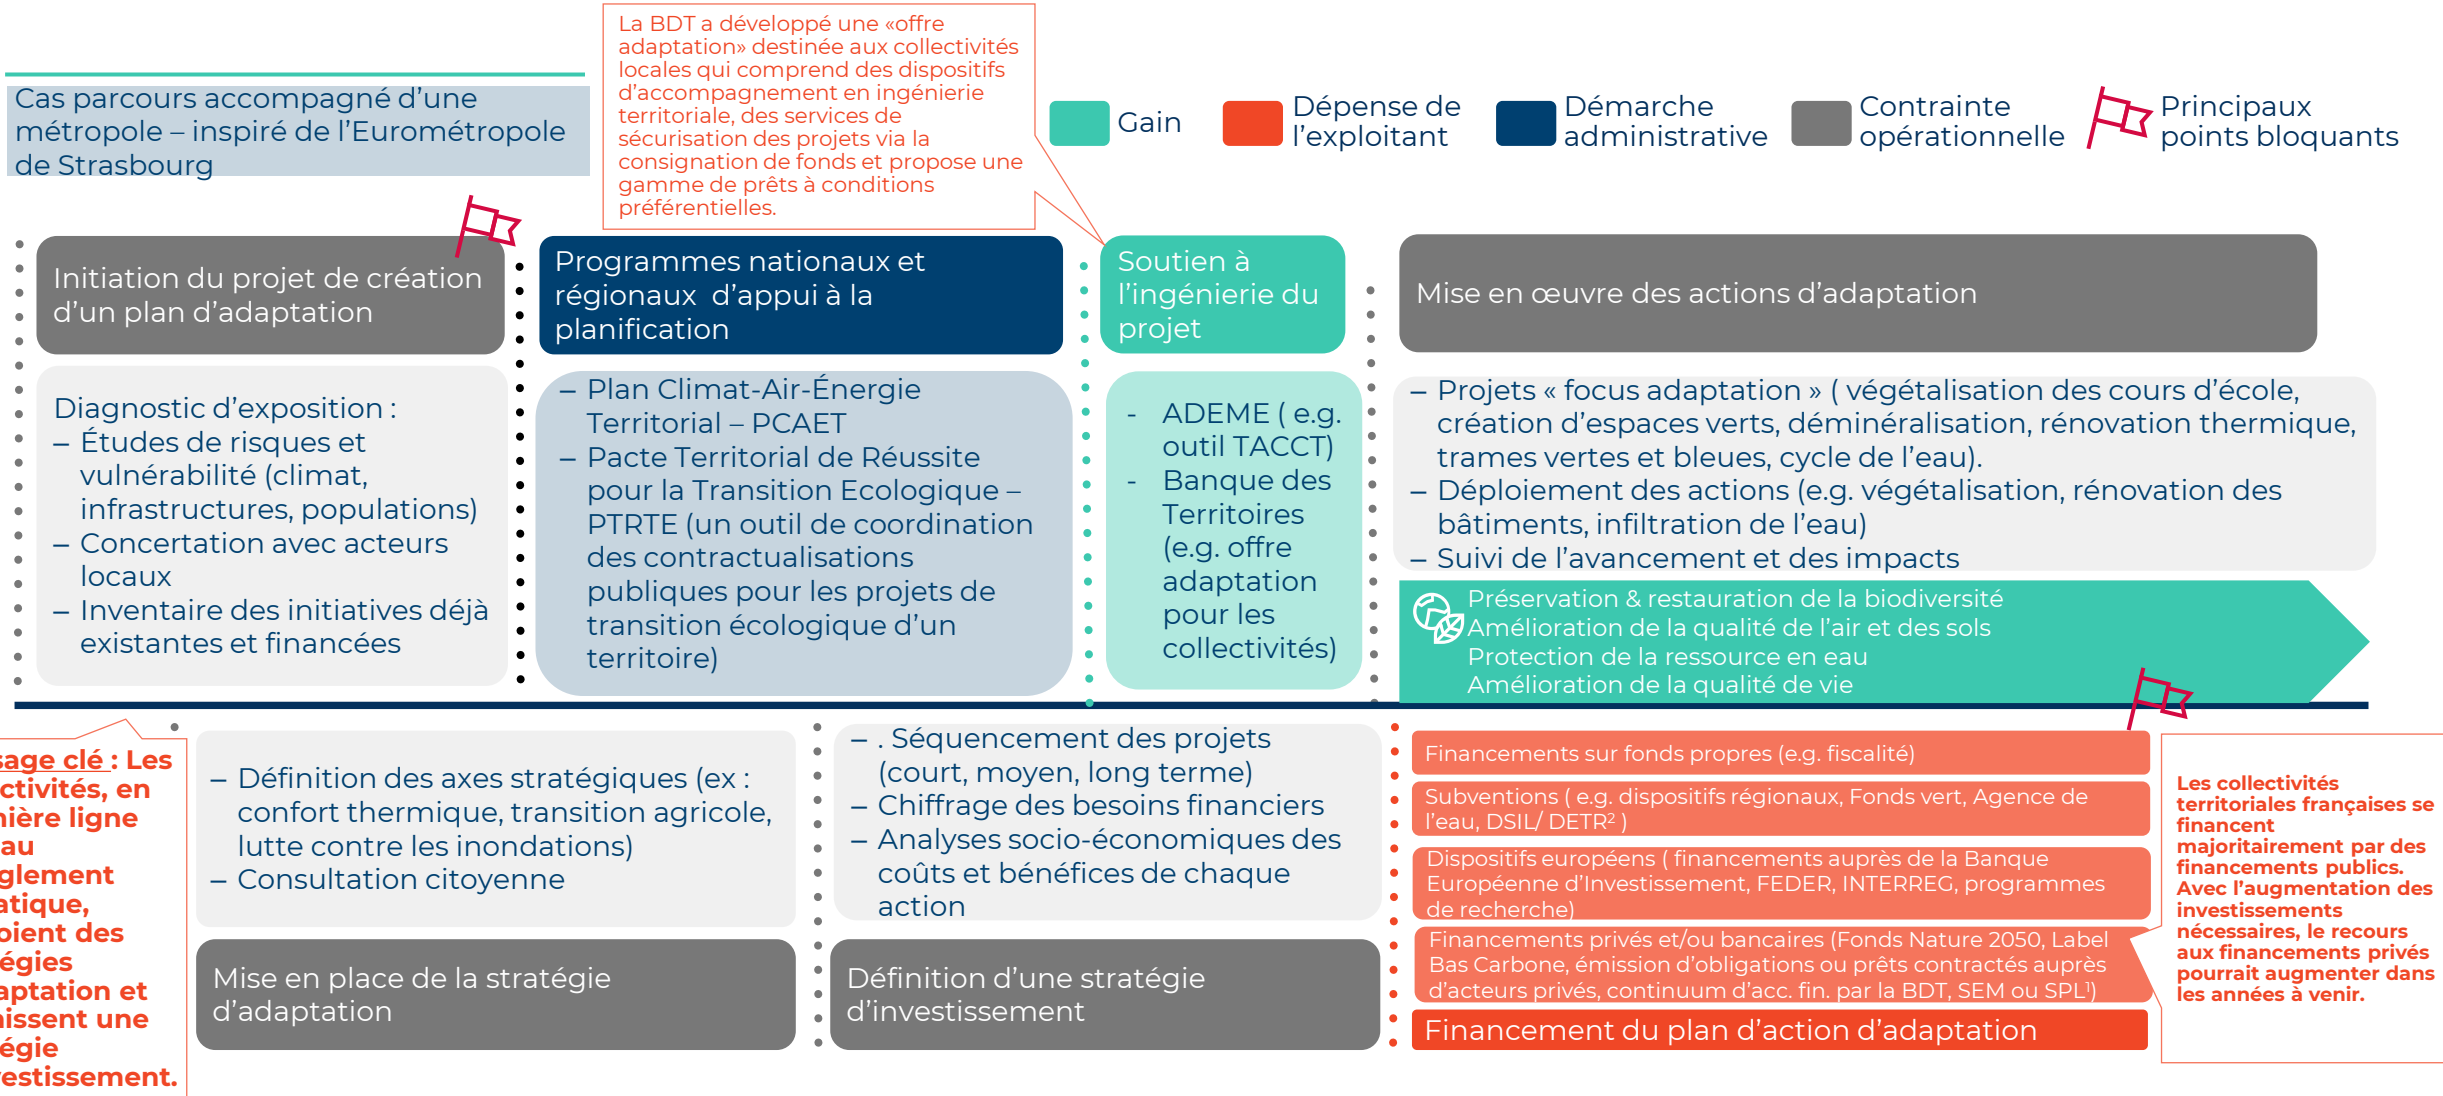 La BDT a développé une «offre
adaptation» destinée aux collectivités
locales qui comprend des dispositifs
d’accompagnement en ingénierie
territoriale, des services de
sécurisation des projets via la
consignation de fonds et propose une
gamme de prêts à conditions
préférentielles.
Cas parcours accompagné d’une
métropole – inspiré de l’Eurométropole
de Strasbourg
Gain
Dépense de
l’exploitant
Démarche
administrative
Contrainte
opérationnelle
Principaux
points bloquants
Initiation du projet de création
d’un plan d’adaptation
Programmes nationaux et
régionaux d’appui à la
planification
Soutien à
l’ingénierie du
projet
Mise en œuvre des actions d’adaptation
Diagnostic d’exposition :
– Études de risques et
vulnérabilité (climat,
infrastructures, populations)
– Concertation avec acteurs
locaux
– Inventaire des initiatives déjà
existantes et financées
– Plan Climat-Air-Énergie
Territorial – PCAET
– Pacte Territorial de Réussite
pour la Transition Ecologique –
PTRTE (un outil de coordination
des contractualisations
publiques pour les projets de
transition écologique d’un
territoire)
- ADEME ( e.g.
outil TACCT)
- Banque des
Territoires
(e.g. offre
adaptation
pour les
collectivités)
– Projets « focus adaptation » ( végétalisation des cours d’école,
création d’espaces verts, déminéralisation, rénovation thermique,
trames vertes et bleues, cycle de l’eau).
– Déploiement des actions (e.g. végétalisation, rénovation des
bâtiments, infiltration de l’eau)
– Suivi de l’avancement et des impacts
Préservation & restauration de la biodiversité
Amélioration de la qualité de l’air et des sols
Protection de la ressource en eau
Amélioration de la qualité de vie
sage clé : Les
ctivités, en
nière ligne
au
glement
atique,
oient des
égies
aptation et
nissent une
égie
vestissement.
– Définition des axes stratégiques (ex :
confort thermique, transition agricole,
lutte contre les inondations)
– Consultation citoyenne
Mise en place de la stratégie
d’adaptation
– . Séquencement des projets
(court, moyen, long terme)
– Chiffrage des besoins financiers
– Analyses socio-économiques des
coûts et bénéfices de chaque
action
Définition d’une stratégie
d’investissement
Financements sur fonds propres (e.g. fiscalité)
Subventions ( e.g. dispositifs régionaux, Fonds vert, Agence de
l’eau, DSIL/ DETR² )
Dispositifs européens ( financements auprès de la Banque
Européenne d’Investissement, FEDER, INTERREG, programmes
de recherche)
Financements privés et/ou bancaires (Fonds Nature 2050, Label
Bas Carbone, émission d’obligations ou prêts contractés auprès
d’acteurs privés, continuum d’acc. fin. par la BDT, SEM ou SPL¹)
Financement du plan d’action d’adaptation
Les collectivités
territoriales françaises se
financent
majoritairement par des
financements publics.
Avec l’augmentation des
investissements
nécessaires, le recours
aux financements privés
pourrait augmenter dans
les années à venir.